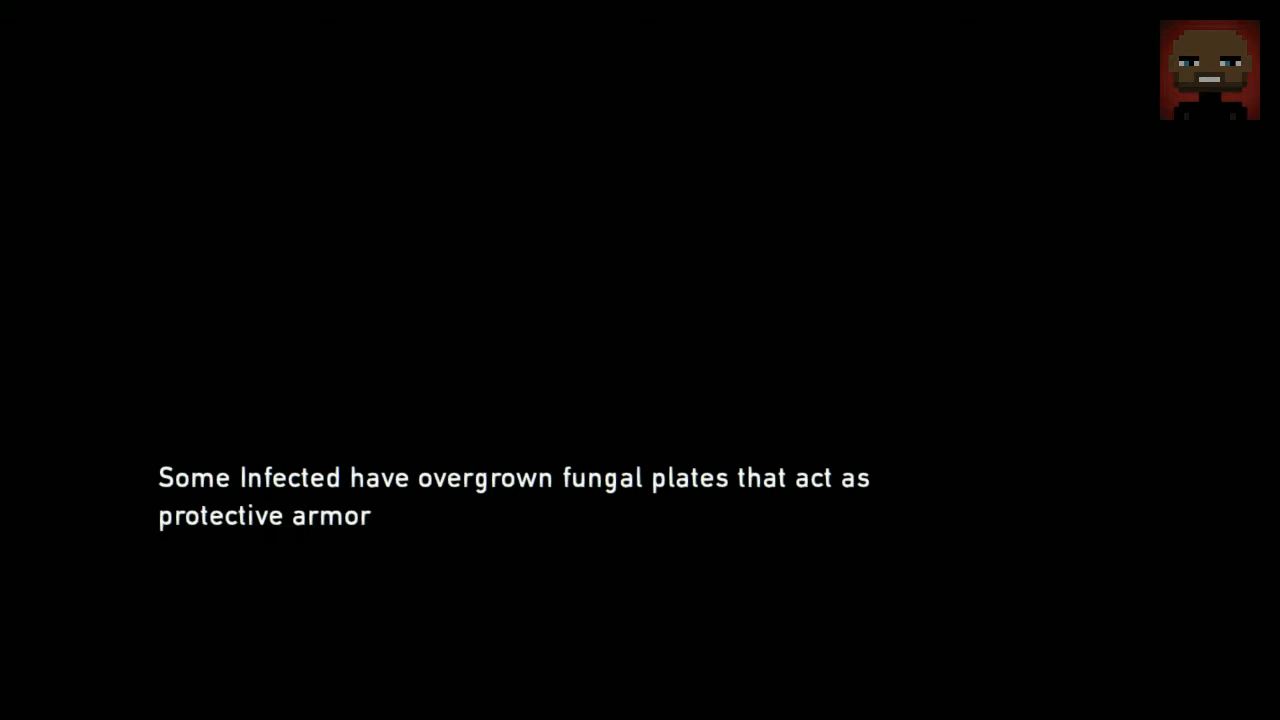 Some Infected have overgrown fungal plates that act as
protective armor